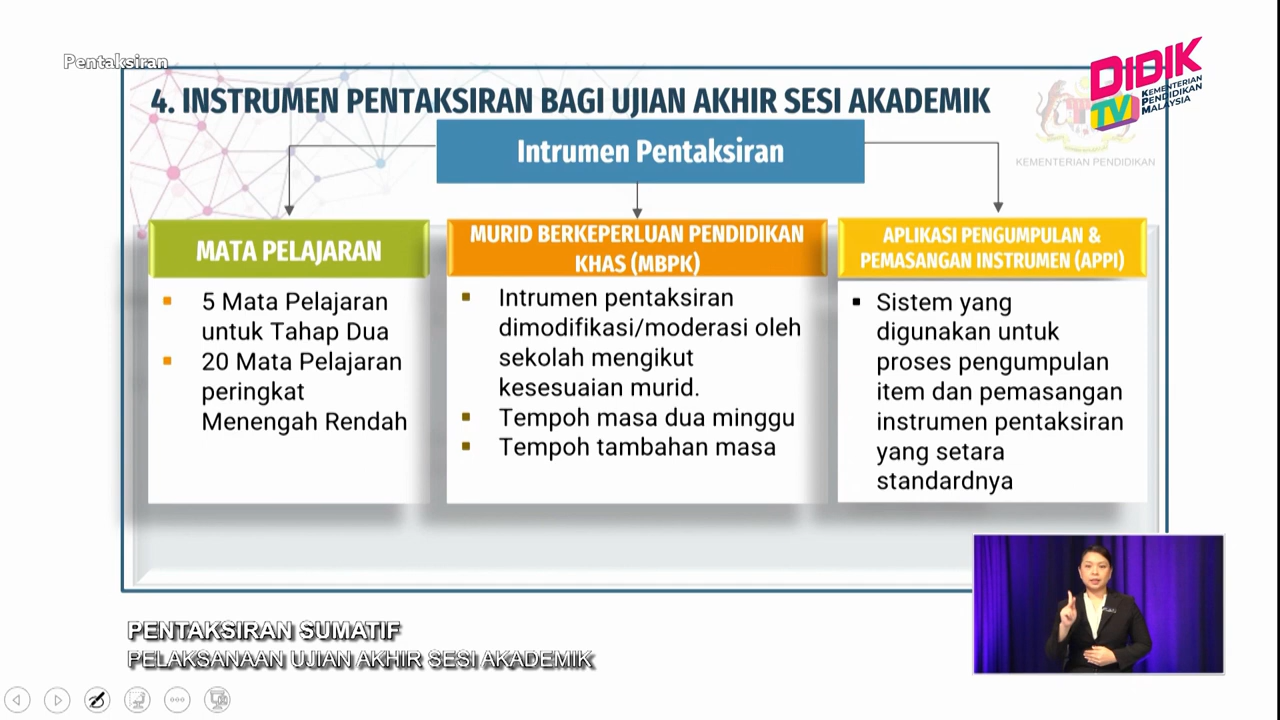 Pentaksiran
DIDIK
TV
KEMENTERIAN
PENDIDIKAN
MALAYSIA
4. INSTRUMEN PENTAKSIRAN BAGI UJIAN AKHIR SESI AKADEMIK
KEMENTERIAN PENDIDIKAN
Intrumen Pentaksiran
MATA PELAJARAN
5 Mata Pelajaran
untuk Tahap Dua
20 Mata Pelajaran
peringkat
Menengah Rendah
MURID BERKEPERLUAN PENDIDIKAN
KHAS (MBPK)
Intrumen pentaksiran
dimodifikasi/moderasi oleh
sekolah mengikut
kesesuaian murid.
Tempoh masa dua minggu
Tempoh tambahan masa
APLIKASI PENGUMPULAN &
PEMASANGAN INSTRUMEN (APPI)
Sistem yang
digunakan untuk
proses pengumpulan
item dan pemasangan
instrumen pentaksiran
yang setara
standardnya
PENTAKSIRAN SUMATIF
PELAKSANAAN UJIAN AKHIR SESI AKADEMIK